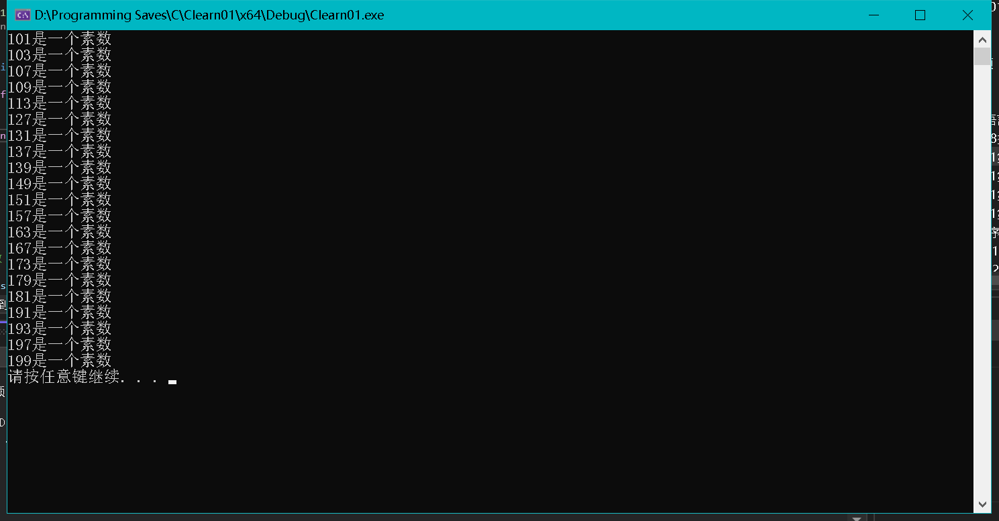 D:\Programming Saves\C\Clearn01\x64\Debug\Clearn01.exe
101是一个素数
103是一个素数
107是一个素数
109是一个素数
113是一个素数
127是一个素数
131是一个素数
137是一个素数
139是一个素数
149是一个素数
151是一个素数
157是一个素数
163是一个素数
167是一个素数
173是一个素数
179是一个素数
181是一个素数
191是一个素数
193是一个素数
197是一个素数
199是一个素数
请按任意键继续. . .